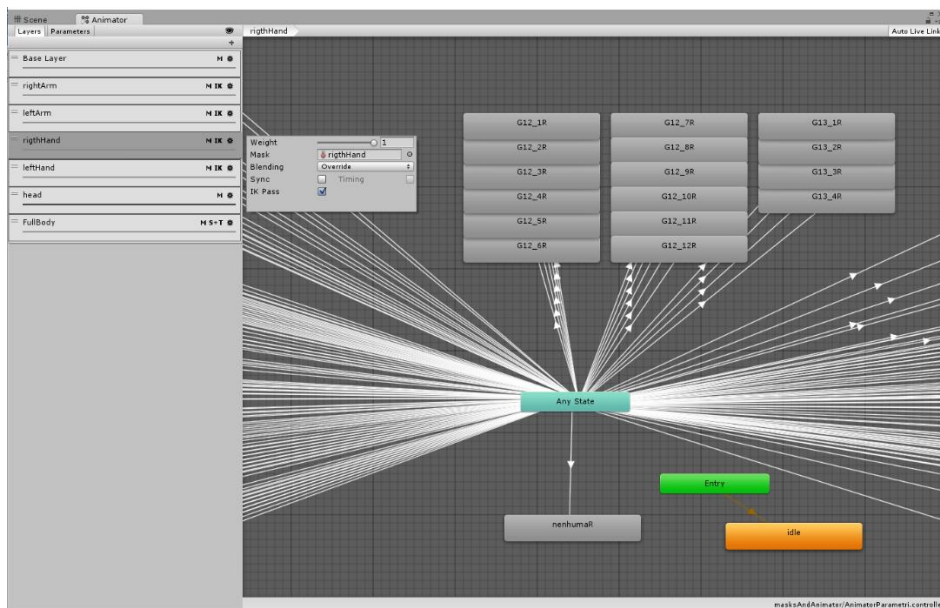 Scene
Animator
Layers Parameters
rigthHand
Auto Live Link
+
Base Layer M
rightArm M IK
leftArm M IK
rigthHand M IK
leftHand M IK
head M
FullBody M S+T
Weight 1
Mask rigthHand
Blending Override
Sync Timing
IK Pass
G12_1R G12_7R G13_1R
G12_2R G12_8R G13_2R
G12_3R G12_9R G13_3R
G12_4R G12_10R G13_4R
G12_5R G12_11R
G12_6R G12_12R
Any State
Entry
nenhumaR
idle
masksAndAnimator/AnimatorParametri.controlle